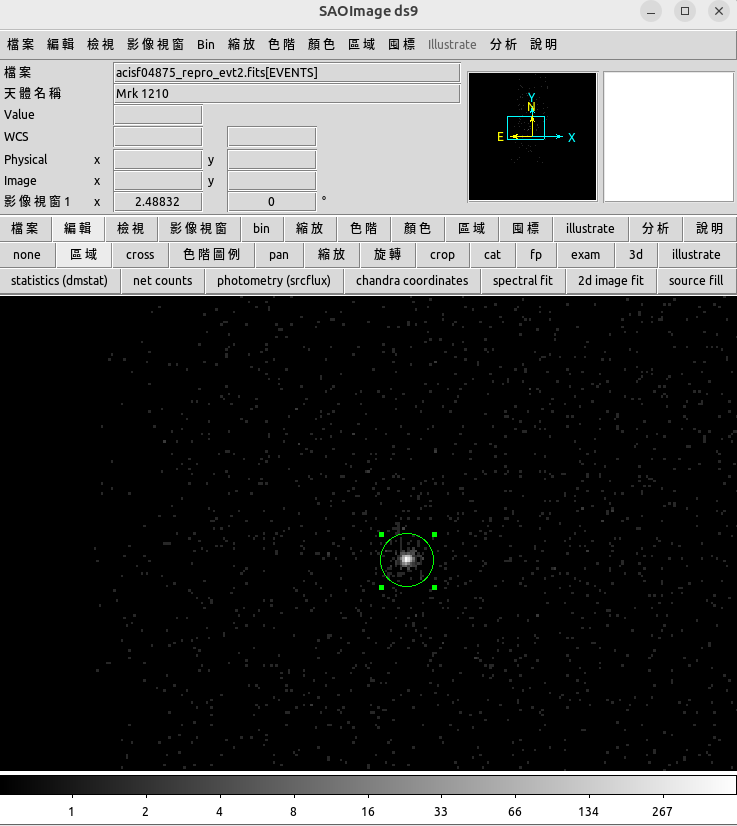 SAOImage ds9
檔案 編輯 檢視 影像視窗 Bin 縮放 色階 顏色 區域 囤標 Illustrate 分析 說明
檔案 acisf04875_repro_evt2.fits[EVENTS]
天體名稱 Mrk 1210
Value
WCS
Physical x y
Image x y
影像視窗1 x 2.48832 0 °
Y
N
E X
檔案 編輯 檢視 影像視窗 bin 縮放 色階 顏色 區域 囤標 illustrate 分析 說明
none 區域 cross 色階圖例 pan 縮放 旋轉 crop cat fp exam 3d illustrate
statistics (dmstat) net counts photometry (srcflux) chandra coordinates spectral fit 2d image fit source fill
1 2 4 8 16 33 66 134 267